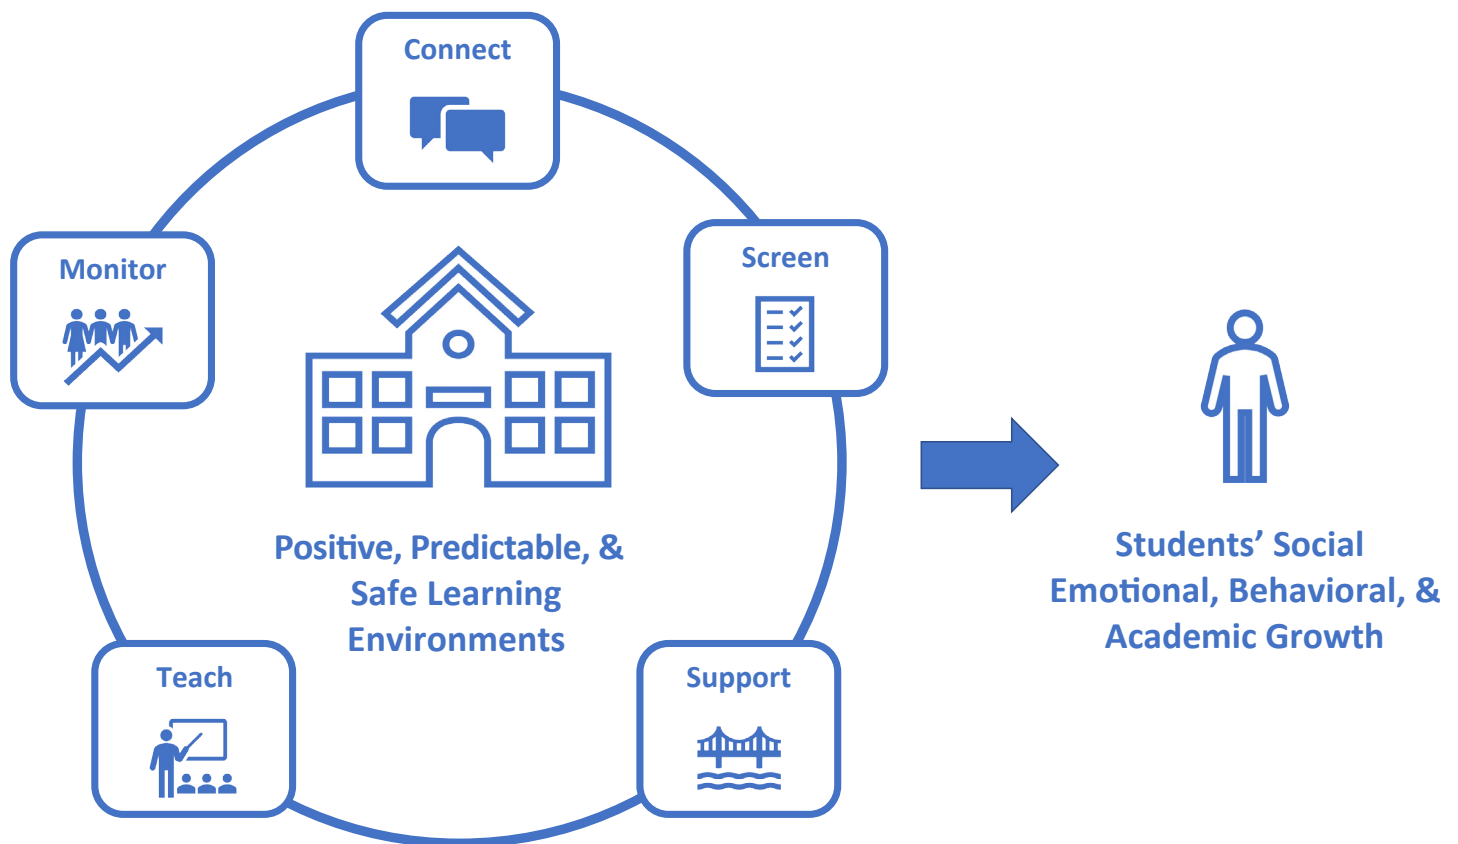 Connect
Monitor
Screen
Positive, Predictable, &
Safe Learning
Environments
Students’ Social
Emotional, Behavioral, &
Academic Growth
Teach
Support